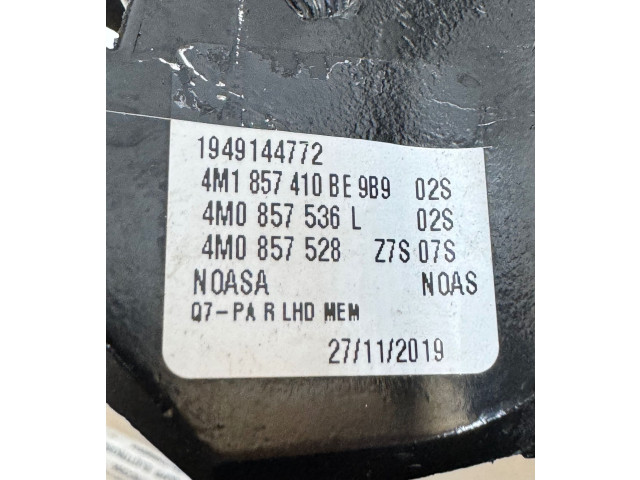 1949144772
4M1 857 410 BE 9B9 02S
4M0 857 536 L 02S
4M0 857 528 Z7S 07S
NOASA NOAS
Q7-PA R LHD MEM
27/11/2019